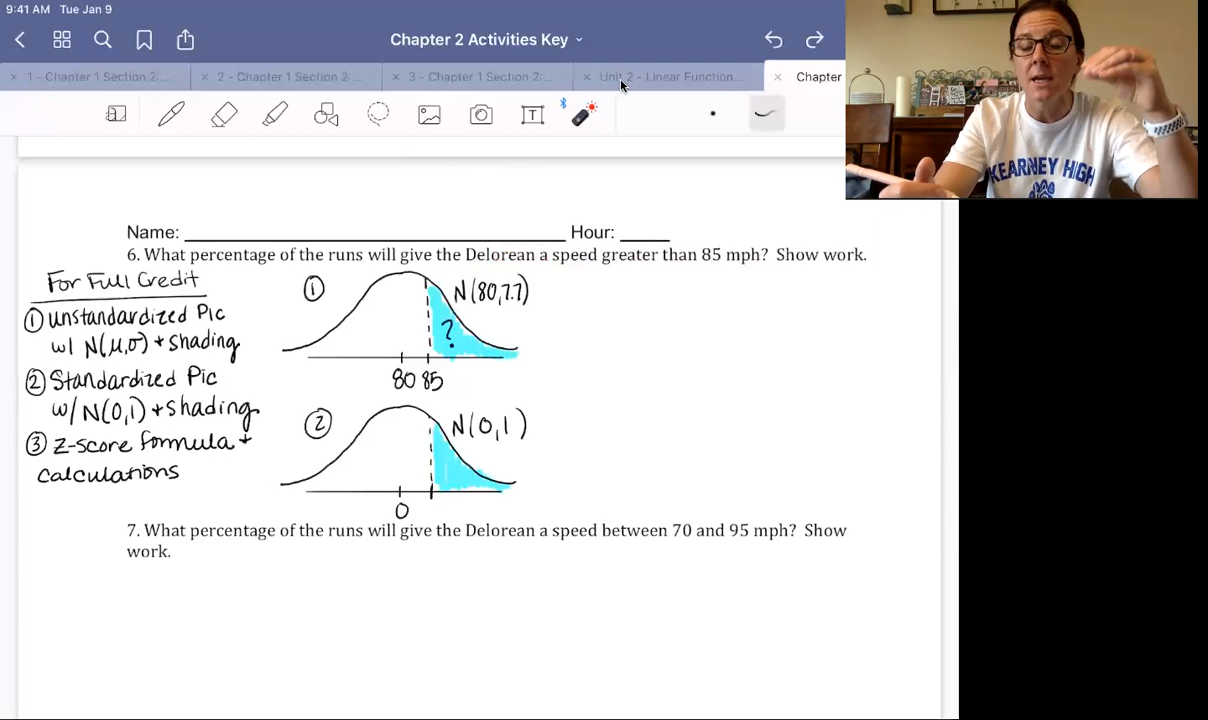 9:41 AM Tue Jan 9
Chapter 2 Activities Key
1 - Chapter 1 Section 2:...
2 - Chapter 1 Section 2:...
3 - Chapter 1 Section 2:...
Unit 2 - Linear Function...
Chapter
T
KEARNEY HIGH
Name: Hour:
6. What percentage of the runs will give the Delorean a speed greater than 85 mph? Show work.
For Full Credit
① Unstandardized Pic
w/ N(μ,σ) + Shading
② Standardized Pic
w/ N(0,1) + Shading
③ Z-score formula +
calculations
① N(80,7.7)
?
80 85
② N(0,1)
0
7. What percentage of the runs will give the Delorean a speed between 70 and 95 mph? Show
work.